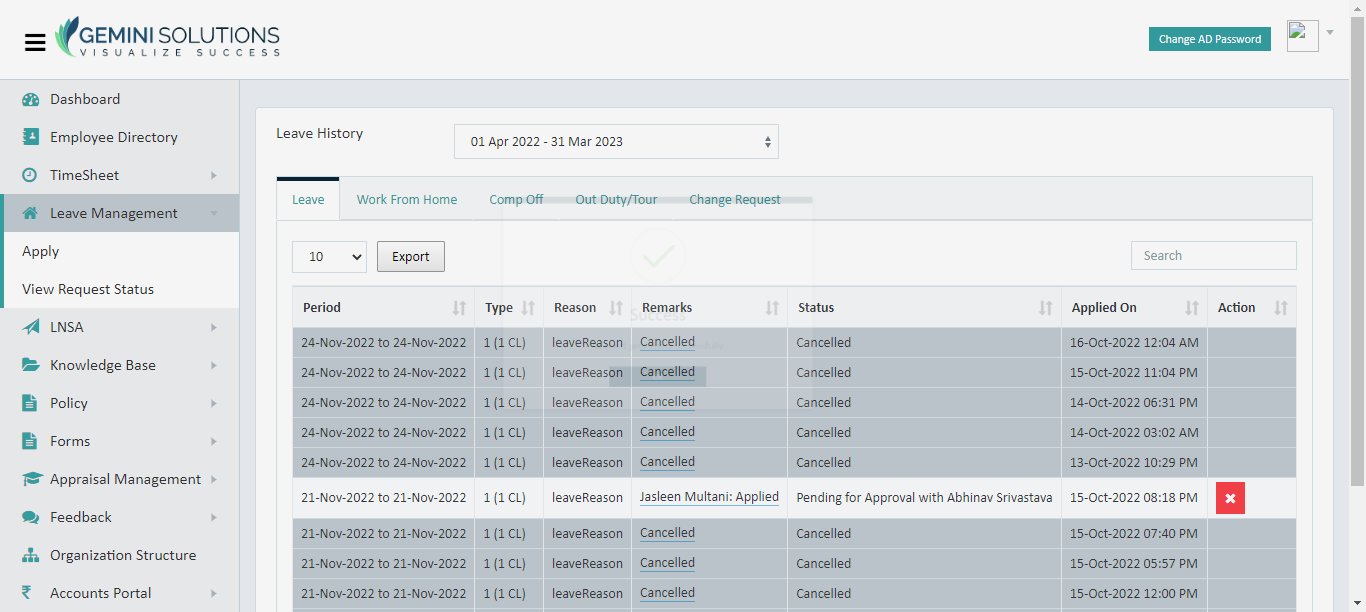 GEMINI SOLUTIONS
VISUALIZE SUCCESS
Change AD Password
Dashboard
Employee Directory
TimeSheet
Leave Management
Apply
View Request Status
LNSA
Knowledge Base
Policy
Forms
Appraisal Management
Feedback
Organization Structure
Accounts Portal
Leave History
01 Apr 2022 - 31 Mar 2023
Leave Work From Home Comp Off Out Duty/Tour Change Request
10 Export Search
Success
Period Type Reason Remarks Status Applied On Action
24-Nov-2022 to 24-Nov-2022 1 (1 CL) leaveReason Cancelled Cancelled 16-Oct-2022 12:04 AM
24-Nov-2022 to 24-Nov-2022 1 (1 CL) leaveReason Cancelled Cancelled 15-Oct-2022 11:04 PM
24-Nov-2022 to 24-Nov-2022 1 (1 CL) leaveReason Cancelled Cancelled 14-Oct-2022 06:31 PM
24-Nov-2022 to 24-Nov-2022 1 (1 CL) leaveReason Cancelled Cancelled 14-Oct-2022 03:02 AM
24-Nov-2022 to 24-Nov-2022 1 (1 CL) leaveReason Cancelled Cancelled 13-Oct-2022 10:29 PM
21-Nov-2022 to 21-Nov-2022 1 (1 CL) leaveReason Jasleen Multani: Applied Pending for Approval with Abhinav Srivastava 15-Oct-2022 08:18 PM
21-Nov-2022 to 21-Nov-2022 1 (1 CL) leaveReason Cancelled Cancelled 15-Oct-2022 07:40 PM
21-Nov-2022 to 21-Nov-2022 1 (1 CL) leaveReason Cancelled Cancelled 15-Oct-2022 05:57 PM
21-Nov-2022 to 21-Nov-2022 1 (1 CL) leaveReason Cancelled Cancelled 15-Oct-2022 12:00 PM